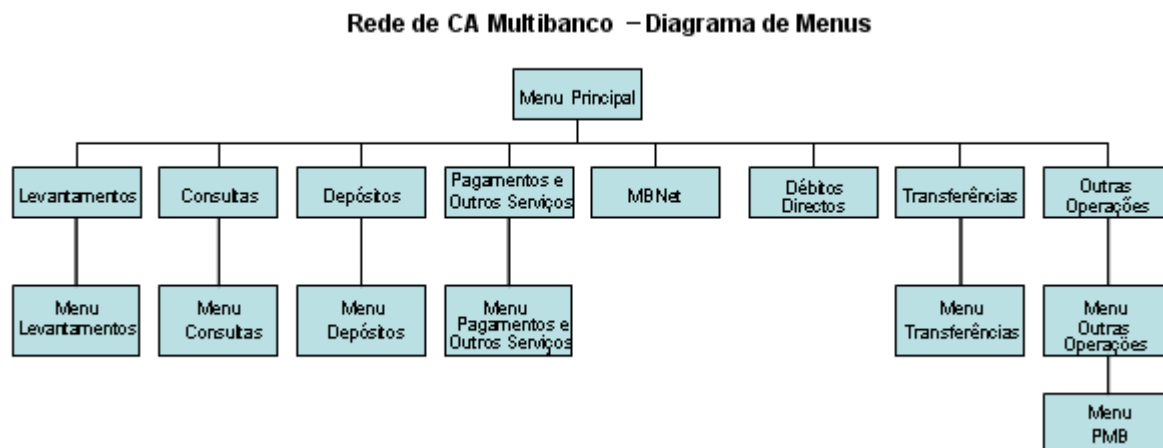 Rede de CA Multibanco – Diagrama de Menus
Menu Principal
Levantamentos
Consultas
Depósitos
Pagamentos e
Outros Serviços
MBNet
Débitos
Directos
Transferências
Outras
Operações
Menu
Levantamentos
Menu
Consultas
Menu
Depósitos
Menu
Pagamentos e
Outros Serviços
Menu
Transferências
Menu
Outras
Operações
Menu
PMB